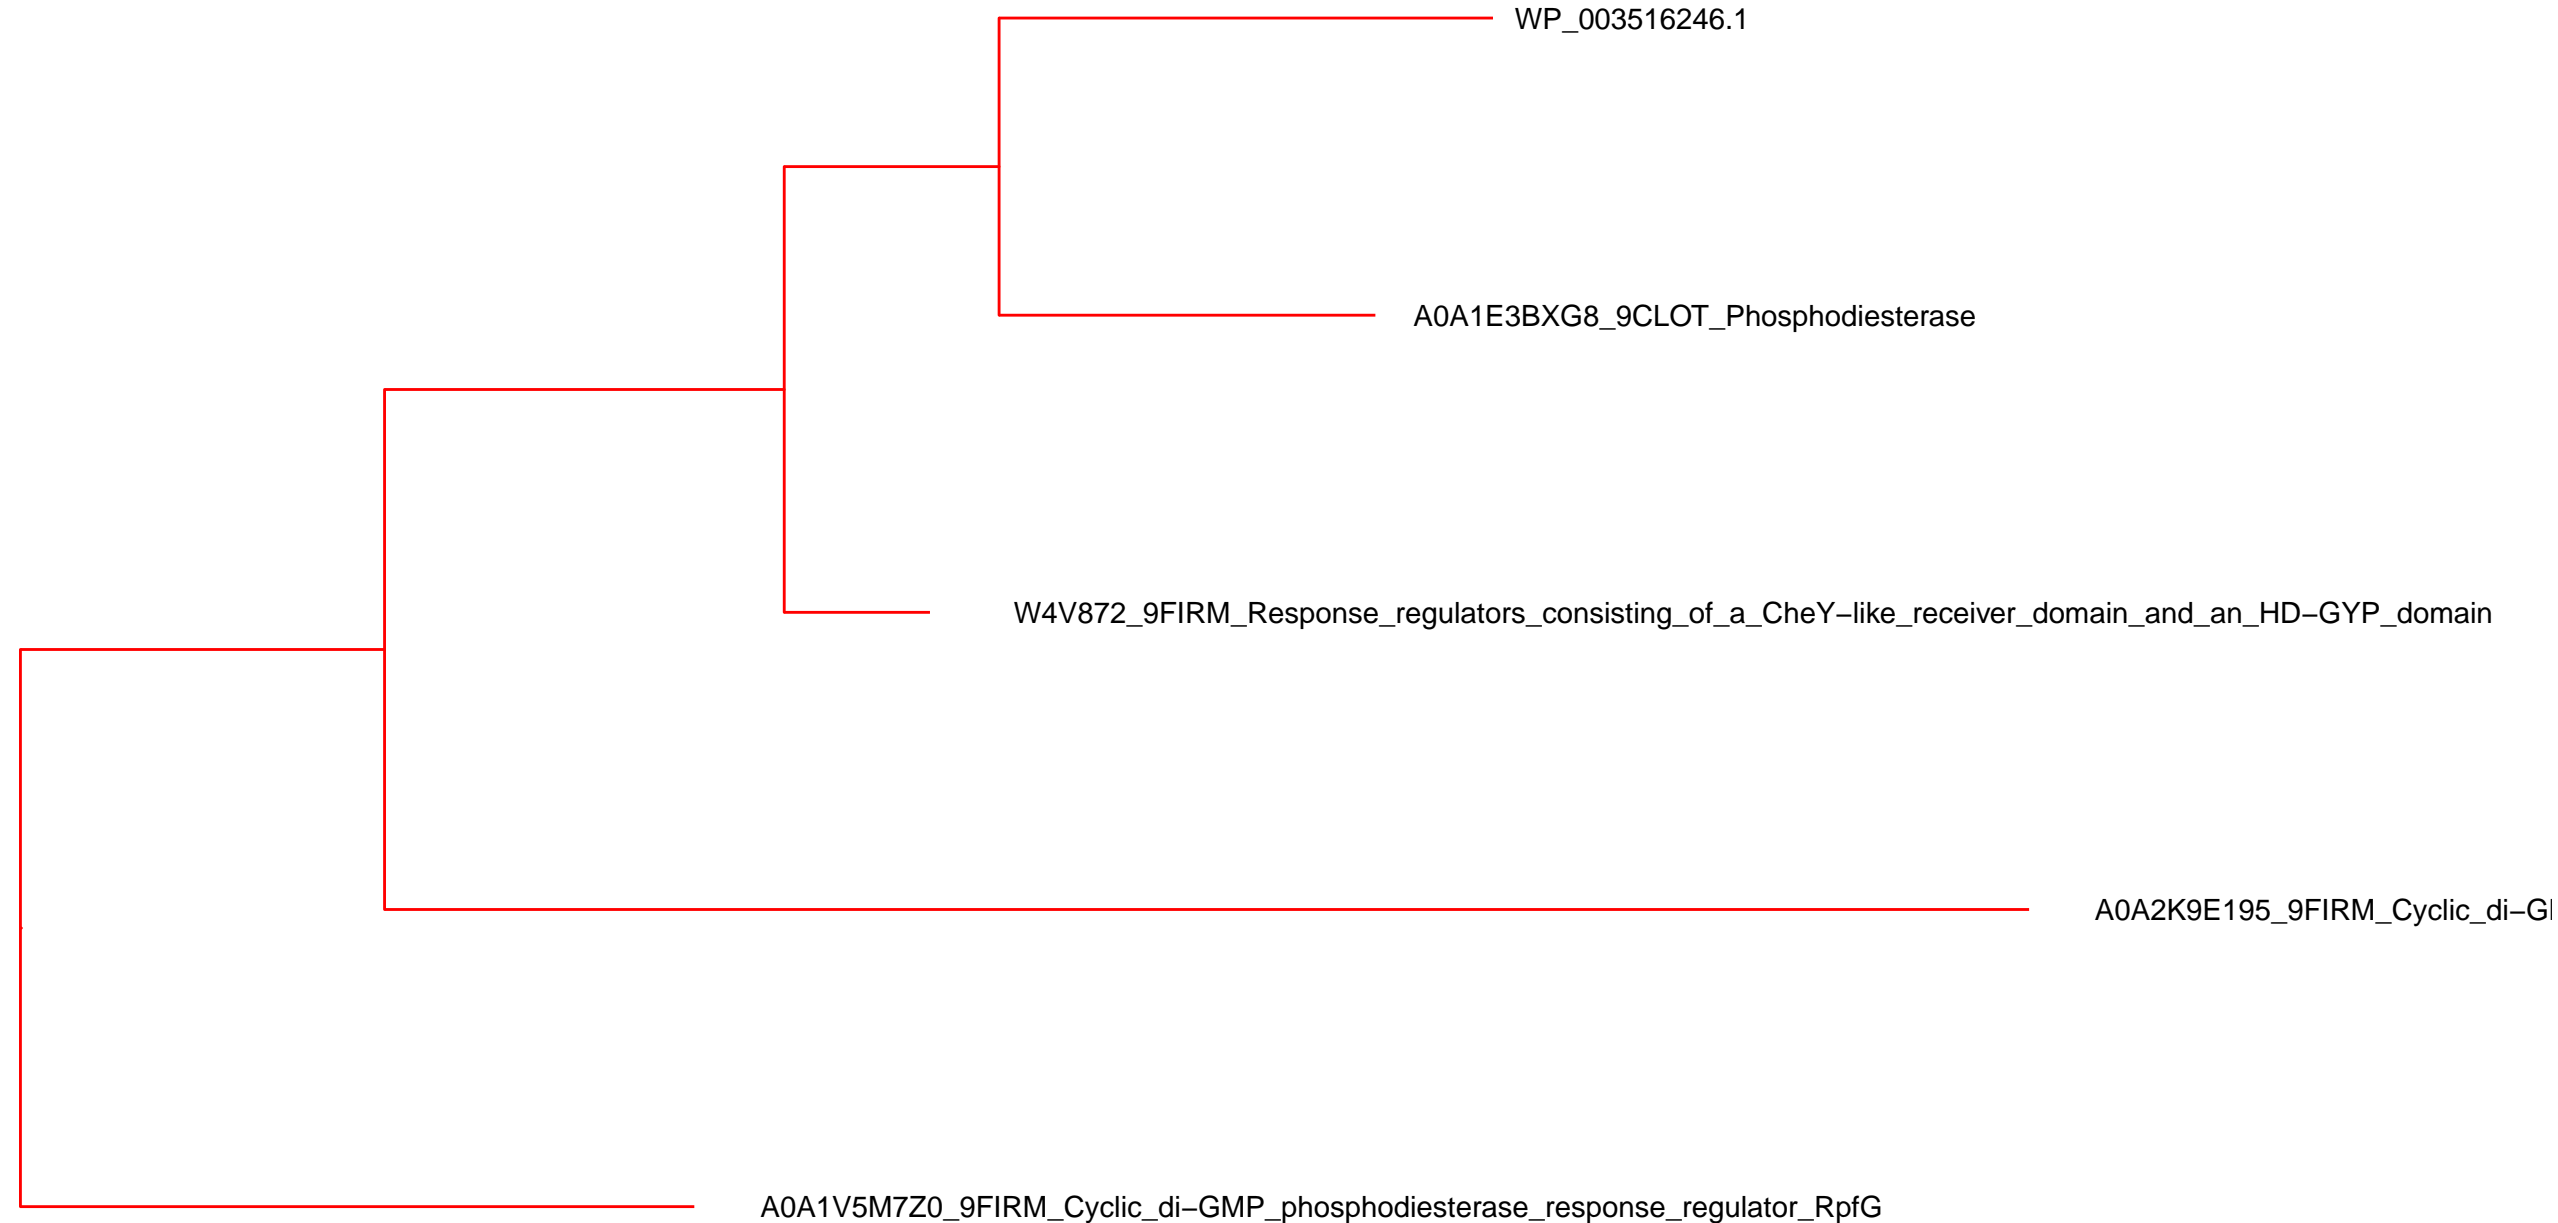 WP_003516246.1
A0A1E3BXG8_9CLOT_Phosphodiesterase
W4V872_9FIRM_Response_regulators_consisting_of_a_CheY−like_receiver_domain_and_an_HD−GYP_domain
A0A2K9E195_9FIRM_Cyclic_di−G
A0A1V5M7Z0_9FIRM_Cyclic_di−GMP_phosphodiesterase_response_regulator_RpfG